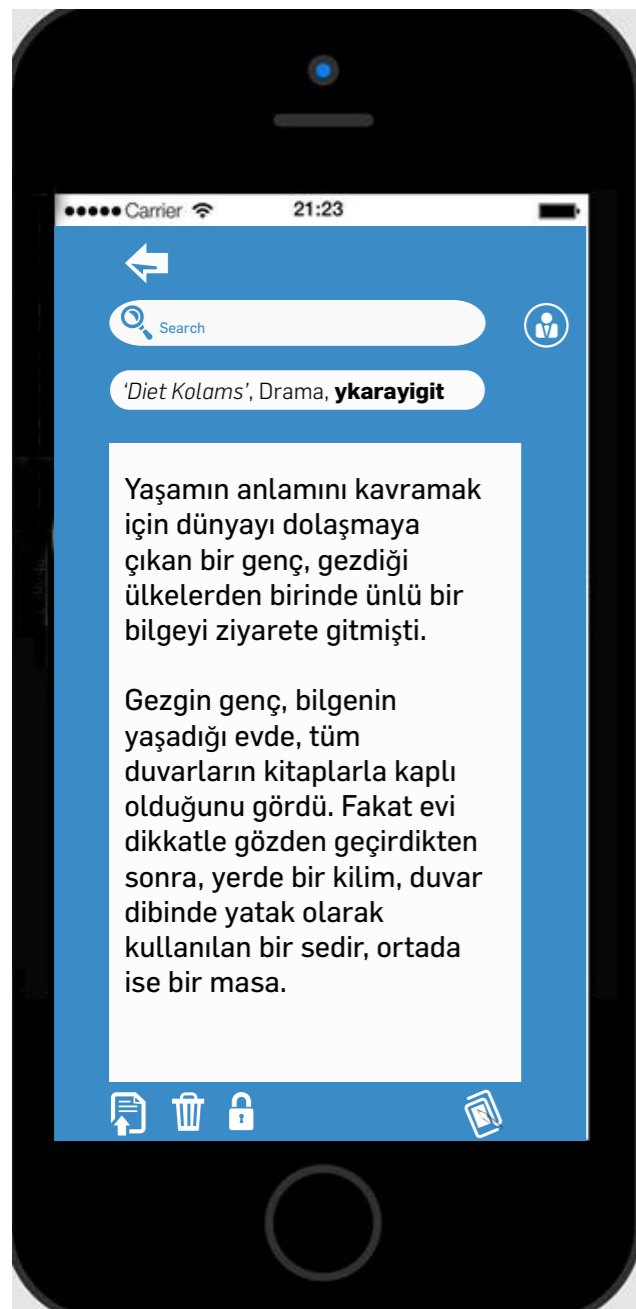 Carrier 21:23
Search
'Diet Kolams', Drama, ykarayigit
Yaşamın anlamını kavramak
için dünyayı dolaşmaya
çıkan bir genç, gezdiği
ülkelerden birinde ünlü bir
bilgeyi ziyarete gitmişti.
Gezgin genç, bilgenin
yaşadığı evde, tüm
duvarların kitaplarla kaplı
olduğunu gördü. Fakat evi
dikkatle gözden geçirdikten
sonra, yerde bir kilim, duvar
dibinde yatak olarak
kullanılan bir sedir, ortada
ise bir masa.